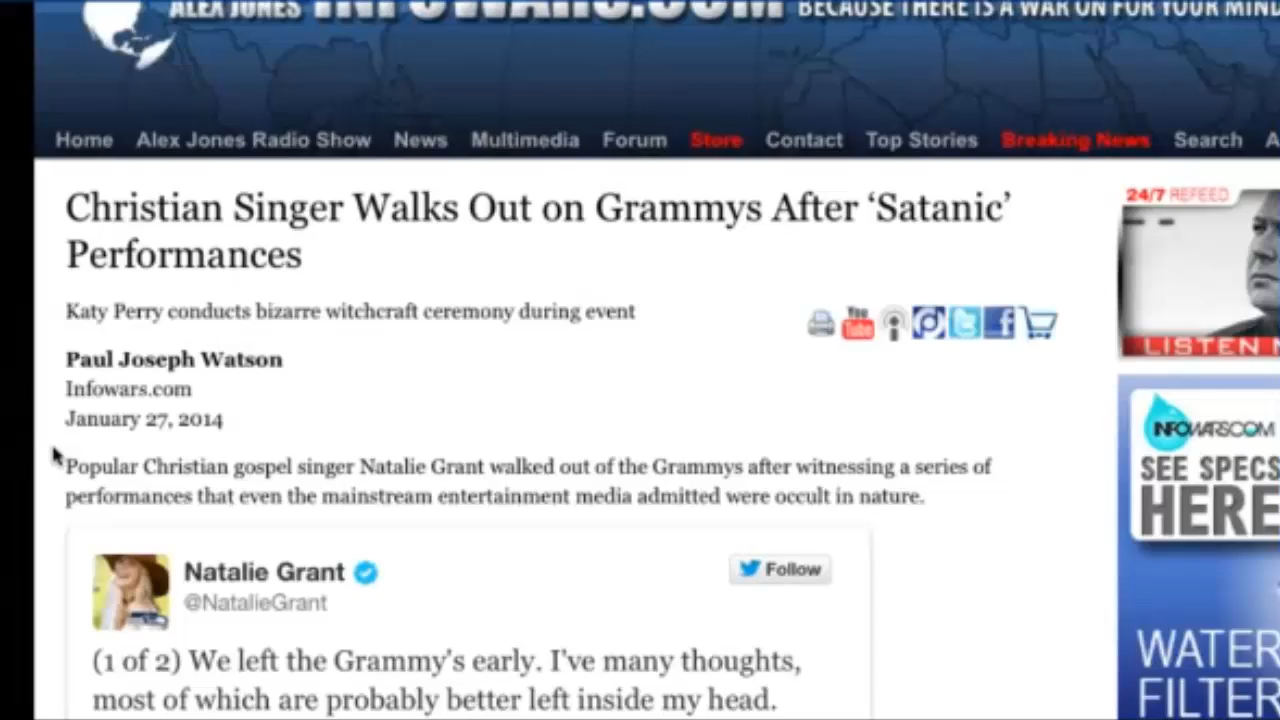 ALEX JONES INFOWARS.COM BECAUSE THERE IS A WAR ON FOR YOUR MIND
Home Alex Jones Radio Show News Multimedia Forum Store Contact Top Stories Breaking News Search A
Christian Singer Walks Out on Grammys After ‘Satanic’
Performances
Katy Perry conducts bizarre witchcraft ceremony during event
You
Tube
Paul Joseph Watson
Infowars.com
January 27, 2014
Popular Christian gospel singer Natalie Grant walked out of the Grammys after witnessing a series of
performances that even the mainstream entertainment media admitted were occult in nature.
Natalie Grant
@NatalieGrant
Follow
(1 of 2) We left the Grammy's early. I've many thoughts,
most of which are probably better left inside my head.
24/7 REFEED
LISTEN N
INFOWARS.COM
SEE SPECS
HERE
WATER
FILTER